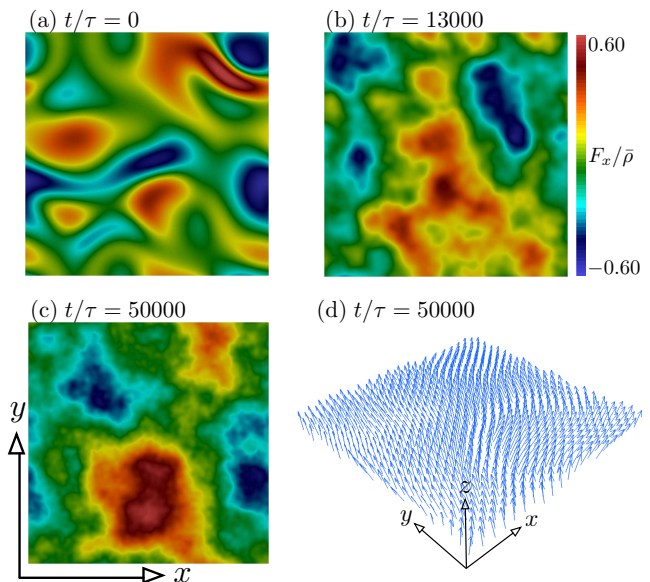 (a) t/τ = 0
(b) t/τ = 13000
0.60
F_x/ρ̄
−0.60
(c) t/τ = 50000
(d) t/τ = 50000
y
x
z
y
x